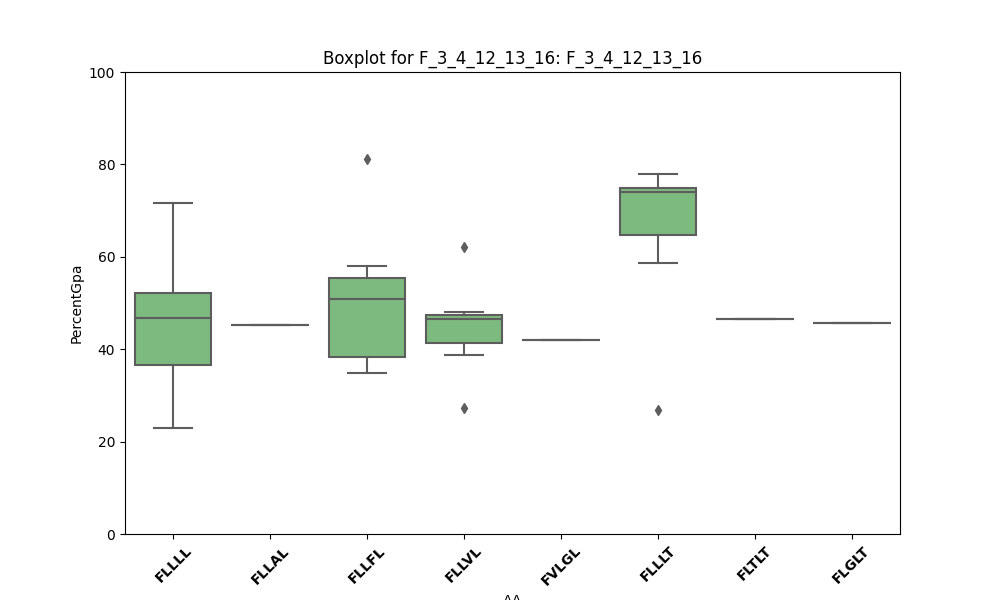 Boxplot for F_3_4_12_13_16: F_3_4_12_13_16
100
80
60
40
20
0
PercentGpa
FLLLL
FLLAL
FLLFL
FLLVL
FVLGL
FLLLT
FLTLT
FLGLT
AA